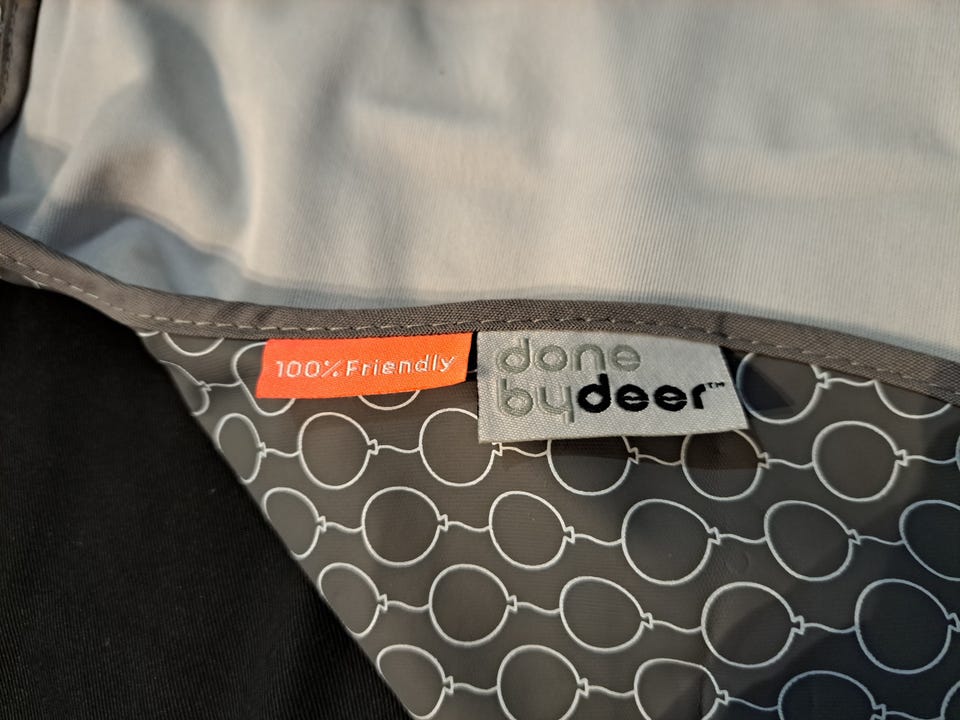 100% Friendly
done
bydeer™